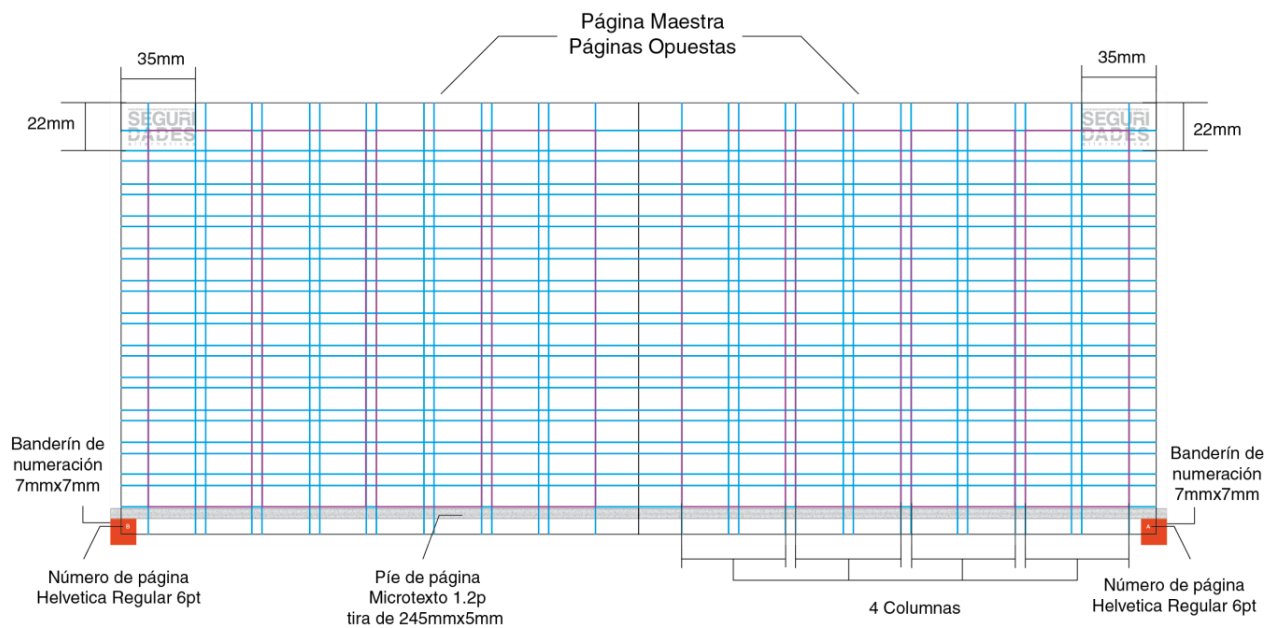 Página Maestra
Páginas Opuestas
35mm
35mm
22mm
SEGURI
DADES
SEGURI
DADES
22mm
Banderín de
numeración
7mmx7mm
Banderín de
numeración
7mmx7mm
B
A
Número de página
Helvetica Regular 6pt
Píe de página
Microtexto 1.2p
tira de 245mmx5mm
4 Columnas
Número de página
Helvetica Regular 6pt